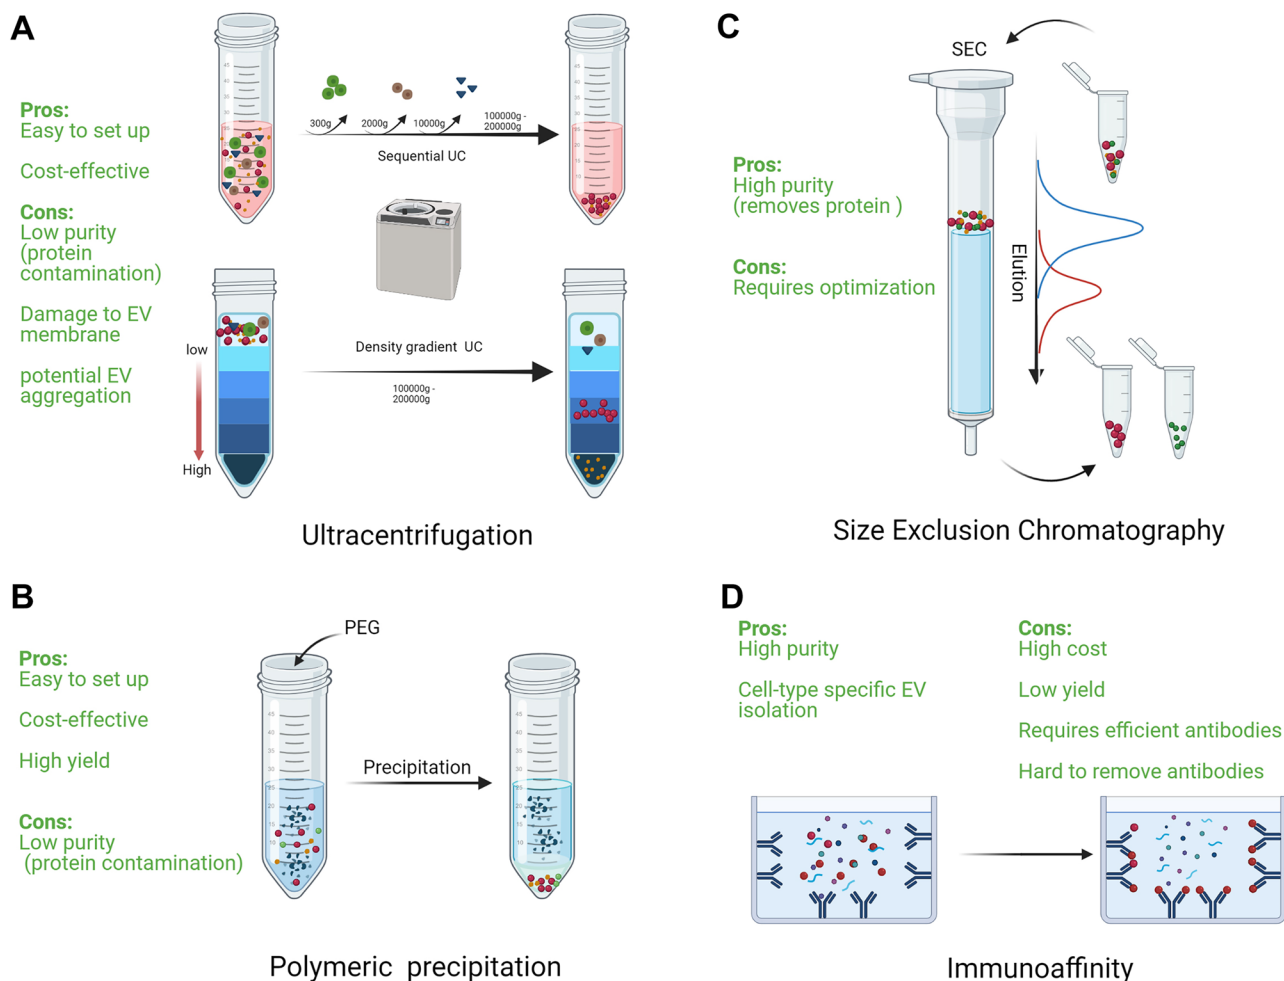 A
Pros:
Easy to set up
Cost-effective
Cons:
Low purity
(protein
contamination)
Damage to EV
membrane
potential EV
aggregation
300g
2000g
10000g
100000g -
200000g
Sequential UC
low
High
Density gradient UC
100000g -
200000g
Ultracentrifugation
B
Pros:
Easy to set up
Cost-effective
High yield
Cons:
Low purity
(protein contamination)
PEG
Precipitation
Polymeric precipitation
C
SEC
Pros:
High purity
(removes protein )
Cons:
Requires optimization
Elution
Size Exclusion Chromatography
D
Pros:
High purity
Cell-type specific EV
isolation
Cons:
High cost
Low yield
Requires efficient antibodies
Hard to remove antibodies
Immunoaffinity